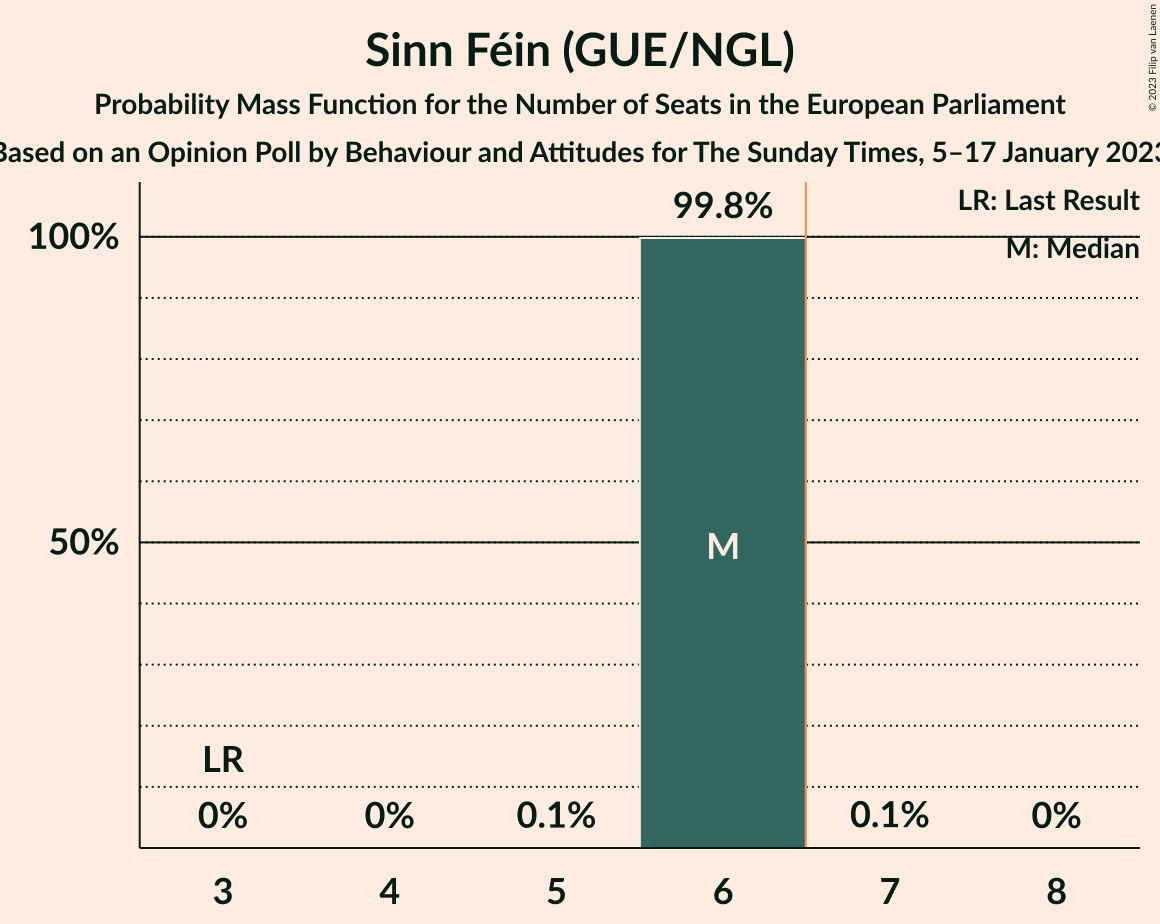 Sinn Féin (GUE/NGL)
Probability Mass Function for the Number of Seats in the European Parliament
Based on an Opinion Poll by Behaviour and Attitudes for The Sunday Times, 5–17 January 2023
© 2023 Filip van Laenen
LR: Last Result
M: Median
99.8%
100%
50%
M
LR
0% 0% 0.1% 0.1% 0%
3 4 5 6 7 8